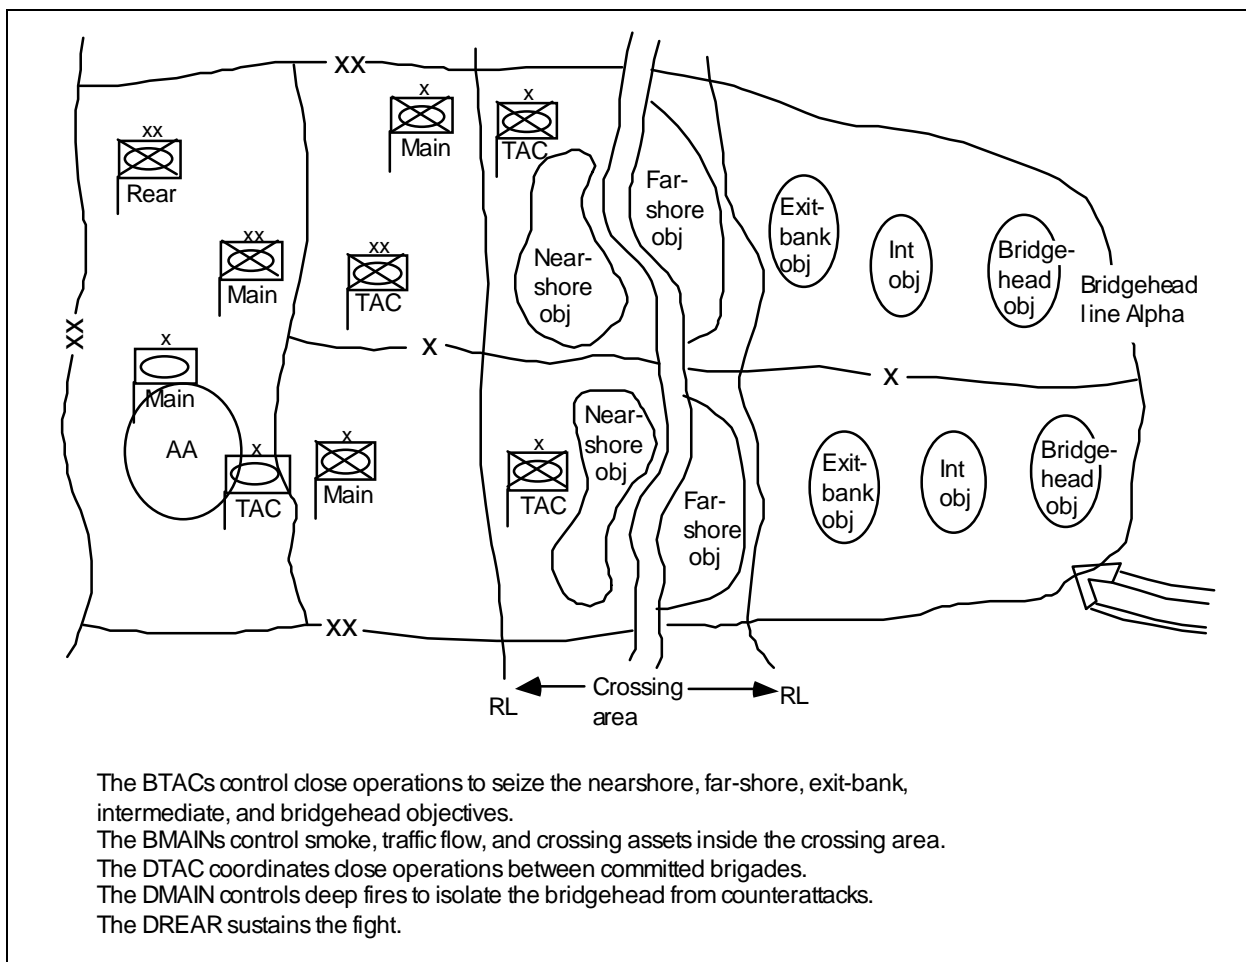 XX
x
Main
x
TAC
xx
Rear
Far-
shore
obj
Exit-
bank
obj
Int
obj
Bridge-
head
obj
Bridgehead
line Alpha
xx
Main
xx
TAC
Near-
shore
obj
XX
X
X
x
Main
AA
x
TAC
x
Main
x
TAC
Near-
shore
obj
Far-
shore
obj
Exit-
bank
obj
Int
obj
Bridge-
head
obj
XX
RL
Crossing
area
RL
The BTACs control close operations to seize the nearshore, far-shore, exit-bank,
intermediate, and bridgehead objectives.
The BMAINs control smoke, traffic flow, and crossing assets inside the crossing area.
The DTAC coordinates close operations between committed brigades.
The DMAIN controls deep fires to isolate the bridgehead from counterattacks.
The DREAR sustains the fight.